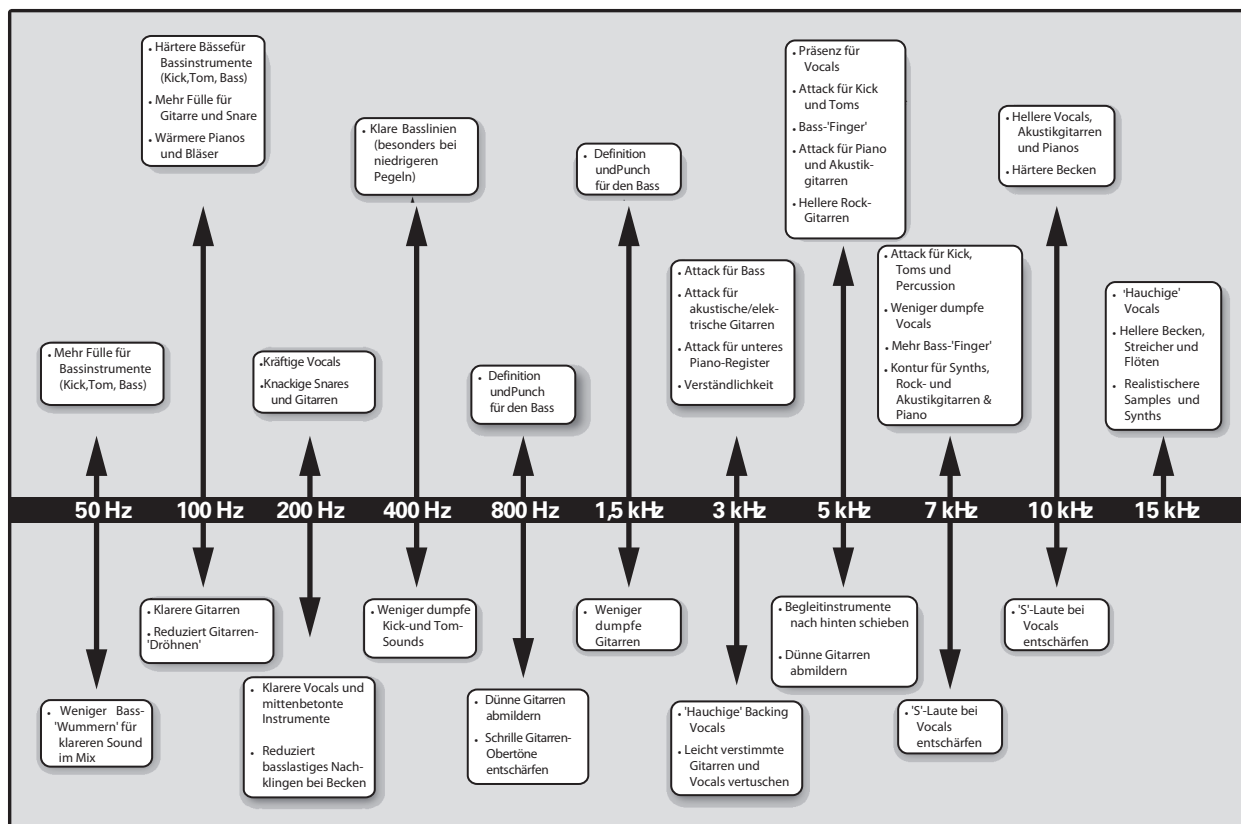 • Härtere Bässefür
Bassinstrumente
(Kick,Tom, Bass)
• Mehr Fülle für
Gitarre und Snare
• Wärmere Pianos
und Bläser
• Klare Basslinien
(besonders bei
niedrigeren
Pegeln)
• Definition
undPunch
für den Bass
• Präsenz für
Vocals
• Attack für Kick
und Toms
• Bass-'Finger'
• Attack für Piano
und Akustik-
gitarren
• Hellere Rock-
Gitarren
• Hellere Vocals,
Akustikgitarren
und Pianos
• Härtere Becken
• Mehr Fülle für
Bassinstrumente
(Kick,Tom, Bass)
• Kräftige Vocals
• Knackige Snares
und Gitarren
• Definition
undPunch
für den Bass
• Attack für Bass
• Attack für
akustische/elek-
trische Gitarren
• Attack für unteres
Piano-Register
• Verständlichkeit
• Attack für Kick,
Toms und
Percussion
• Weniger dumpfe
Vocals
• Mehr Bass-'Finger'
• Kontur für Synths,
Rock- und
Akustikgitarren &
Piano
• 'Hauchige'
Vocals
• Hellere Becken,
Streicher und
Flöten
• Realistischere
Samples und
Synths
50 Hz 100 Hz 200 Hz 400 Hz 800 Hz 1,5 kHz 3 kHz 5 kHz 7 kHz 10 kHz 15 kHz
• Weniger Bass-
'Wummern' für
klareren Sound
im Mix
• Klarere Gitarren
• Reduziert Gitarren-
'Dröhnen'
• Klarere Vocals und
mittenbetonte
Instrumente
• Reduziert
basslastiges Nach-
klingen bei Becken
• Weniger dumpfe
Kick-und Tom-
Sounds
• Dünne Gitarren
abmildern
• Schrille Gitarren-
Obertöne
entschärfen
• Weniger
dumpfe
Gitarren
• 'Hauchige' Backing
Vocals
• Leicht verstimmte
Gitarren und
Vocals vertuschen
• Begleitinstrumente
nach hinten schieben
• Dünne Gitarren
abmildern
• 'S'-Laute bei
Vocals
entschärfen
• 'S'-Laute bei
Vocals
entschärfen